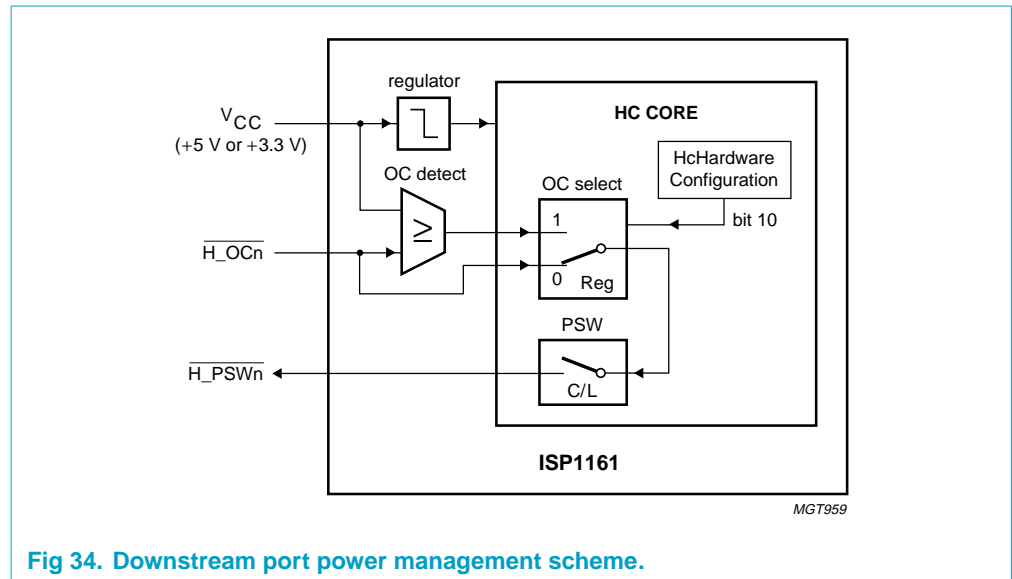 regulator
HC CORE
VCC
(+5 V or +3.3 V)
HcHardware
Configuration
OC detect
OC select
1
bit 10
≥
H_OCn
0
Reg
PSW
H_PSWn
C/L
ISP1161
MGT959
Fig 34. Downstream port power management scheme.